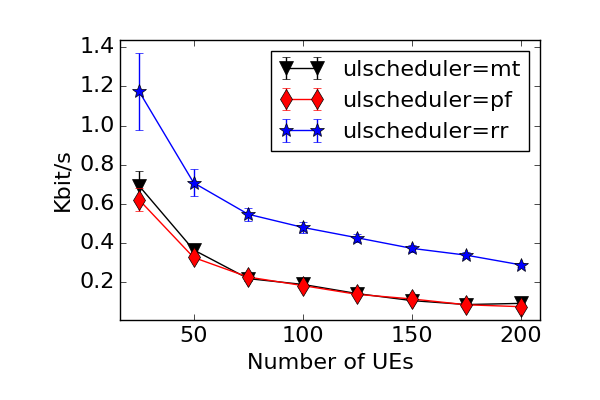 1.4
1.2
1.0
0.8
0.6
0.4
0.2
Kbit/s
ulscheduler=mt
ulscheduler=pf
ulscheduler=rr
50
100
150
200
Number of UEs